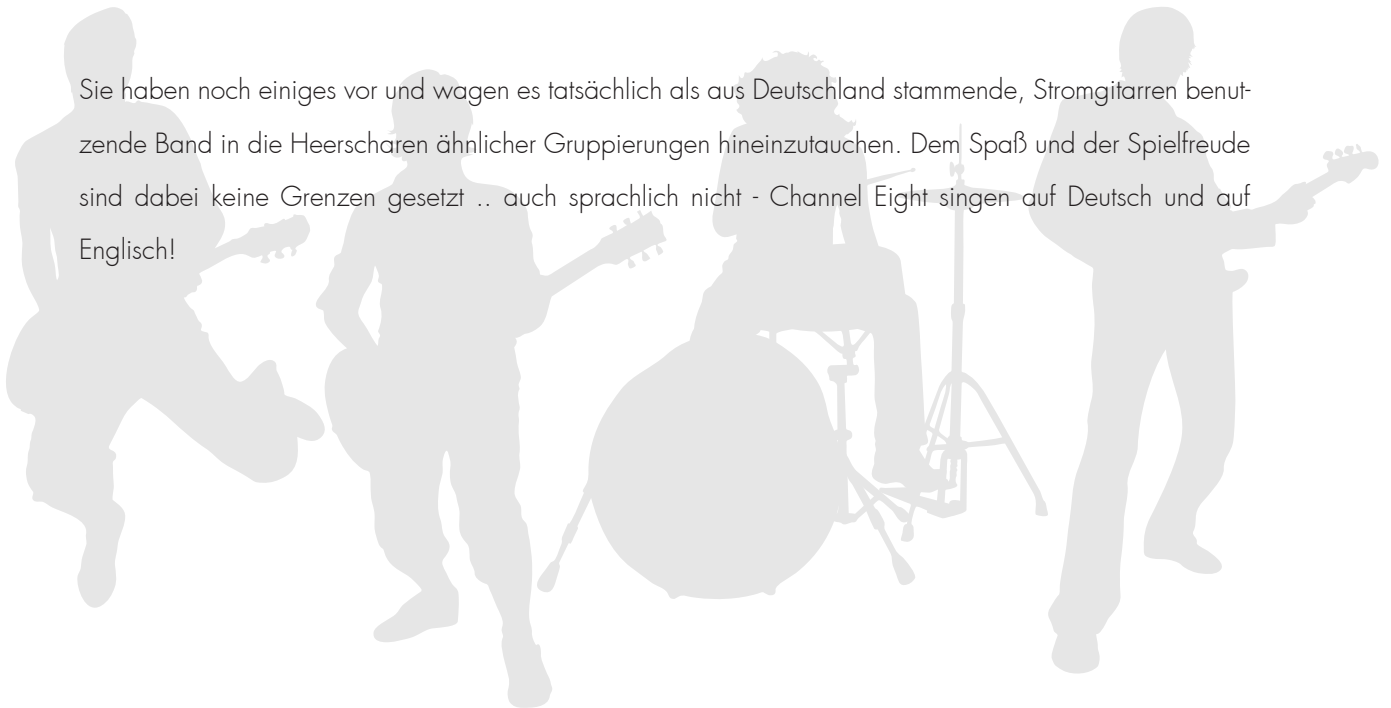 Sie haben noch einiges vor und wagen es tatsächlich als aus Deutschland stammende, Stromgitarren benut-
zende Band in die Heerscharen ähnlicher Gruppierungen hineinzutauchen. Dem Spaß und der Spielfreude
sind dabei keine Grenzen gesetzt .. auch sprachlich nicht - Channel Eight singen auf Deutsch und auf
Englisch!